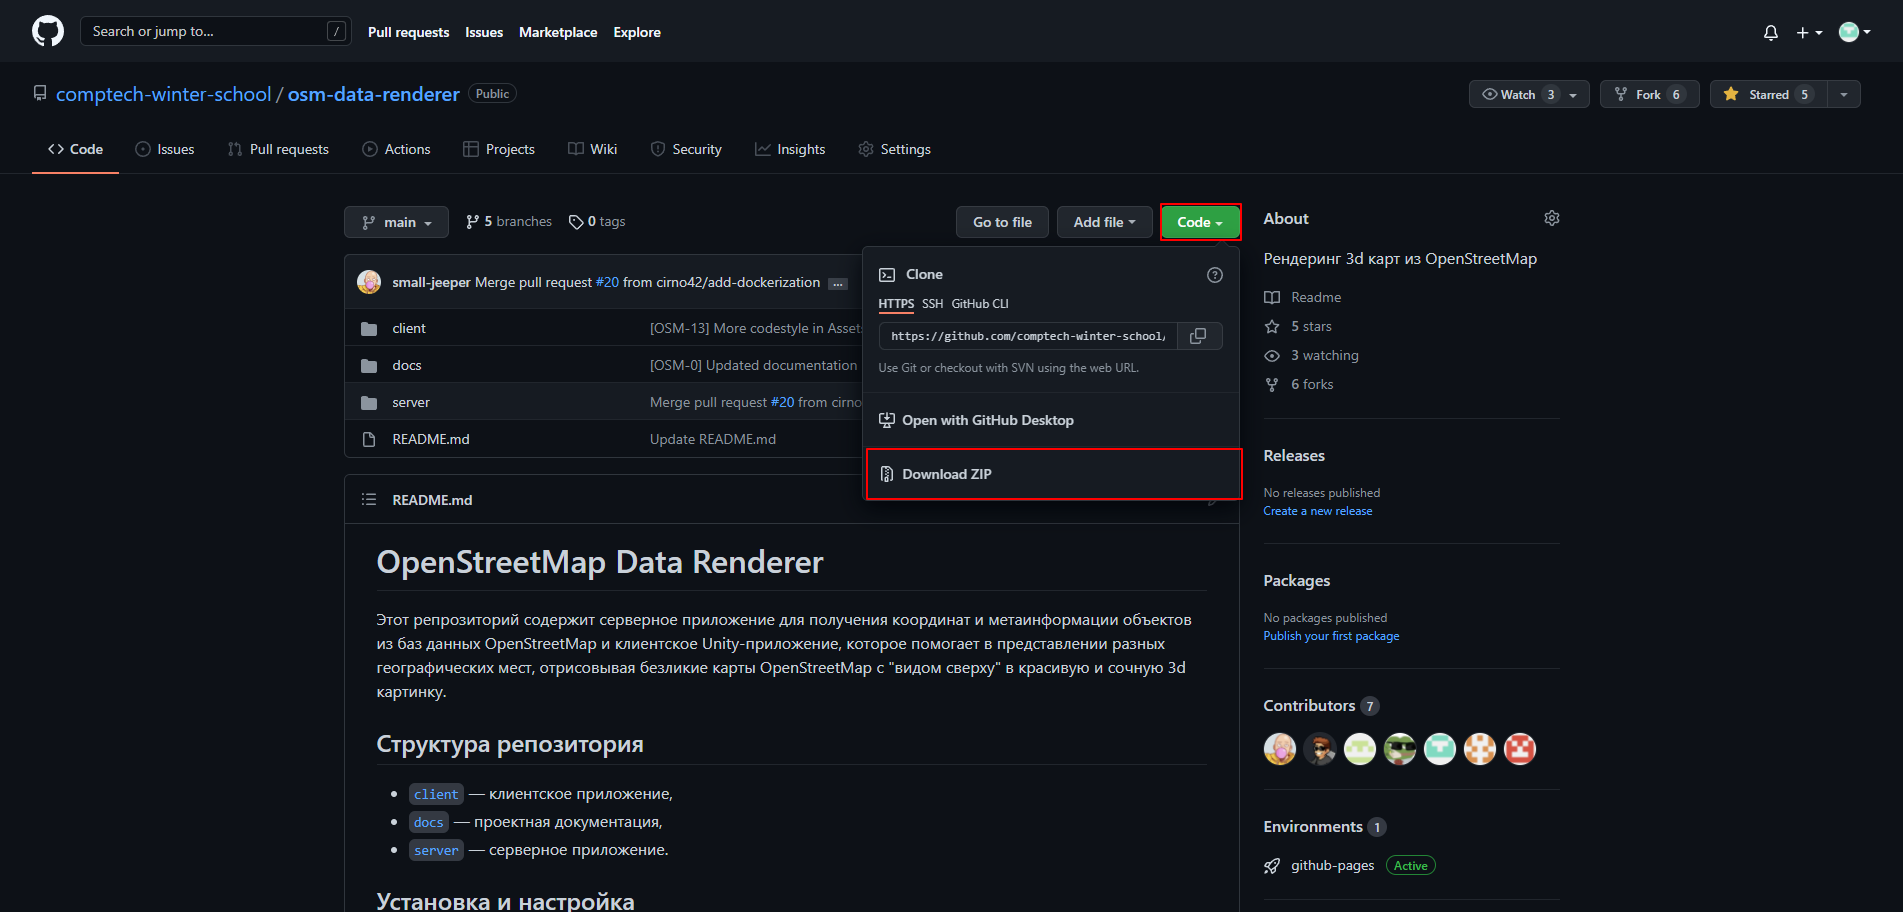 Search or jump to... /
Pull requests Issues Marketplace Explore
comptech-winter-school / osm-data-renderer Public
Watch 3 Fork 6 Starred 5
Code Issues Pull requests Actions Projects Wiki Security Insights Settings
main 5 branches 0 tags Go to file Add file Code
small-jeeper Merge pull request #20 from cirno42/add-dockerization ...
client [OSM-13] More codestyle in Asset
docs [OSM-0] Updated documentation
server Merge pull request #20 from cirno
README.md Update README.md
Clone
HTTPS SSH GitHub CLI
https://github.com/comptech-winter-school/
Use Git or checkout with SVN using the web URL.
Open with GitHub Desktop
Download ZIP
README.md
OpenStreetMap Data Renderer
Этот репрозиторий содержит серверное приложение для получения координат и метаинформации объектов
из баз данных OpenStreetMap и клиентское Unity-приложение, которое помогает в представлении разных
географических мест, отрисовывая безликие карты OpenStreetMap с "видом сверху" в красивую и сочную 3d
картинку.
Структура репозитория
• client — клиентское приложение,
• docs — проектная документация,
• server — серверное приложение.
Установка и настройка
About
Рендеринг 3d карт из OpenStreetMap
Readme
5 stars
3 watching
6 forks
Releases
No releases published
Create a new release
Packages
No packages published
Publish your first package
Contributors 7
Environments 1
github-pages Active